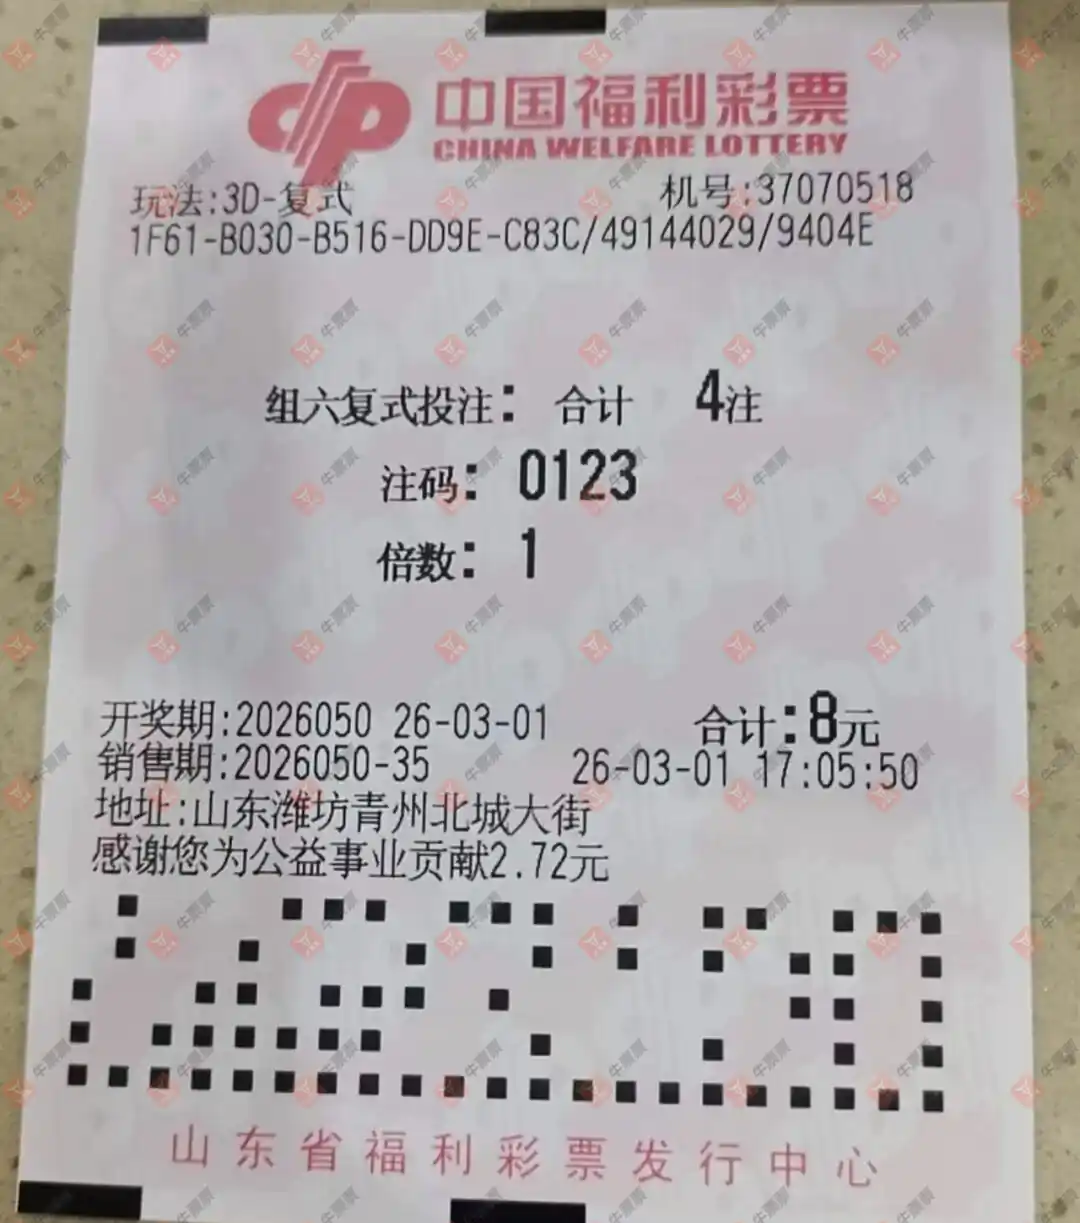 中国福利彩票
CHINA WELFARE LOTTERY
玩法:3D-复式 机号:37070518
1F61-B030-B516-DD9E-C83C/49144029/9404E
组六复式投注: 合计 4注
注码: 0123
倍数: 1
开奖期:2026050 26-03-01 合计:8元
销售期:2026050-35 26-03-01 17:05:50
地址:山东潍坊青州北城大街
感谢您为公益事业贡献2.72元
山东省福利彩票发行中心
牛票票